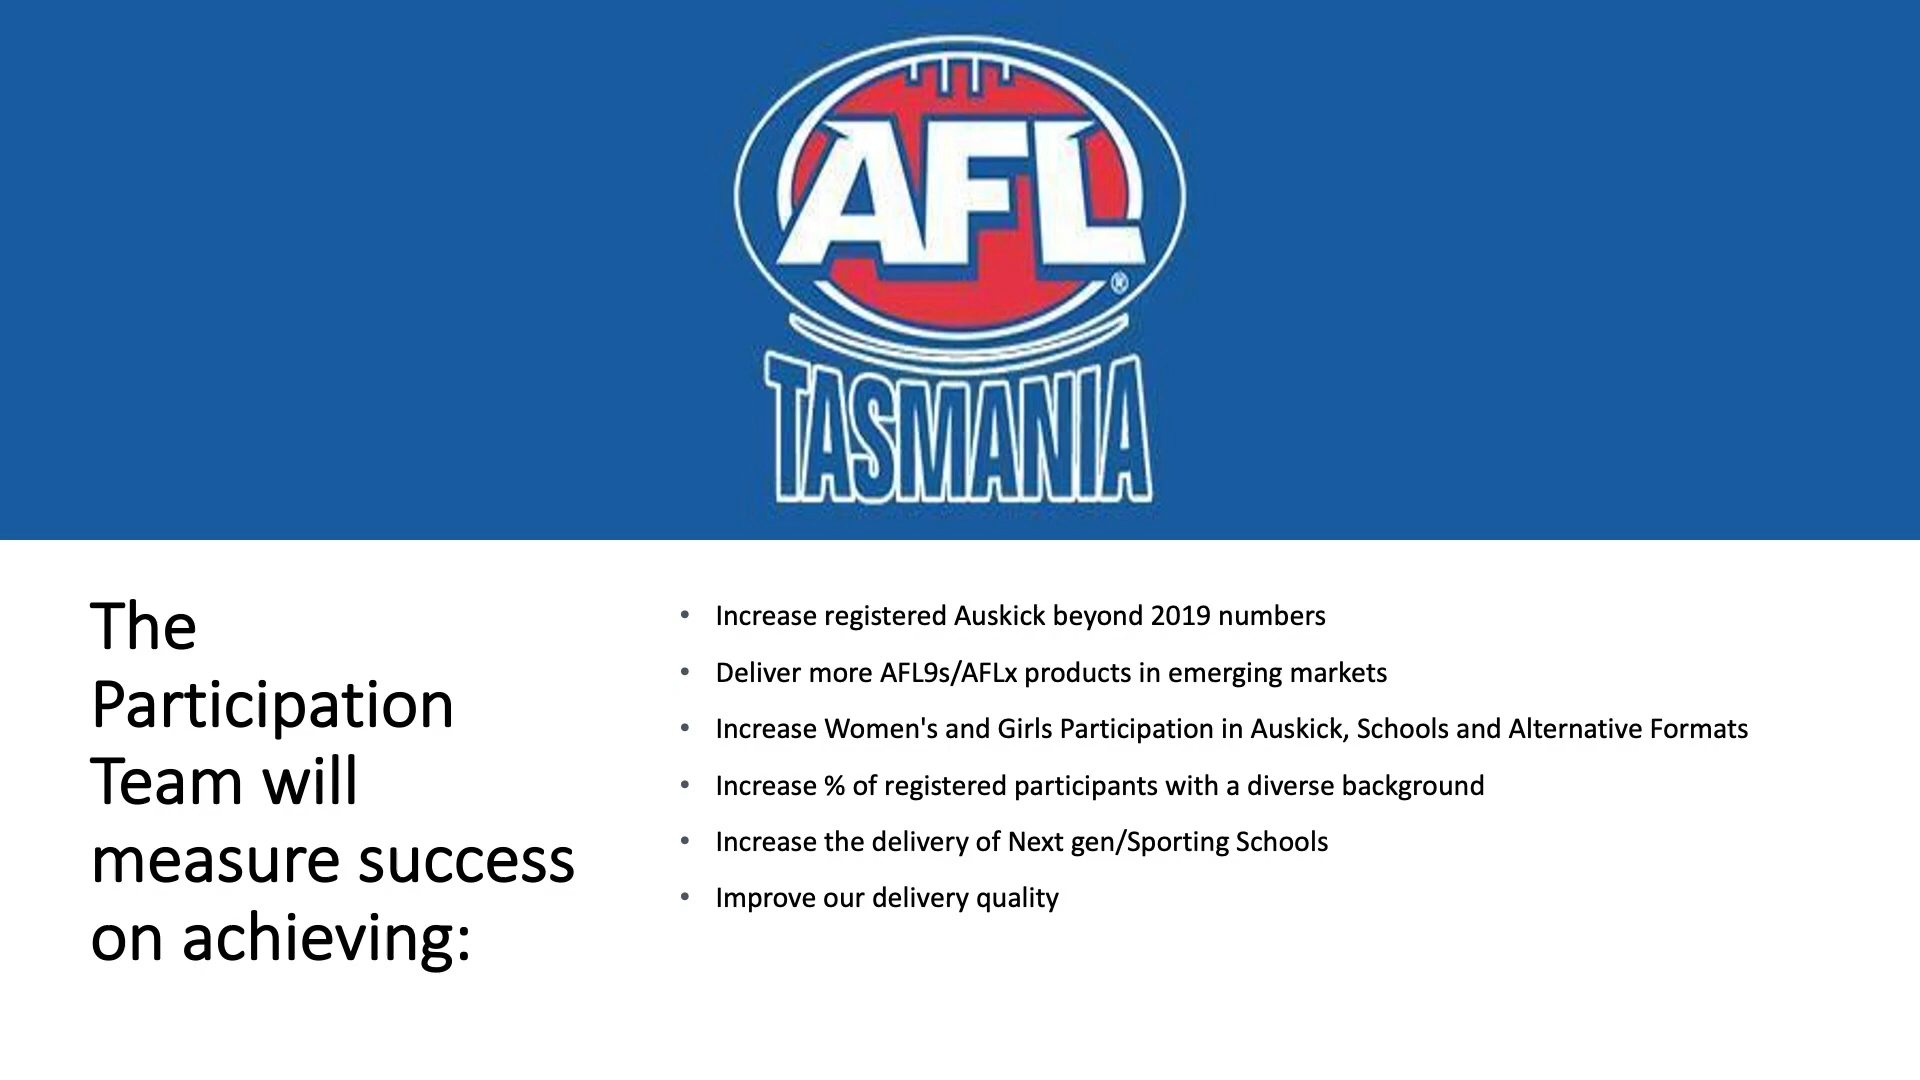 AFL
®
TASMANIA
The
Participation
Team will
measure success
on achieving:
• Increase registered Auskick beyond 2019 numbers
• Deliver more AFL9s/AFLx products in emerging markets
• Increase Women's and Girls Participation in Auskick, Schools and Alternative Formats
• Increase % of registered participants with a diverse background
• Increase the delivery of Next gen/Sporting Schools
• Improve our delivery quality